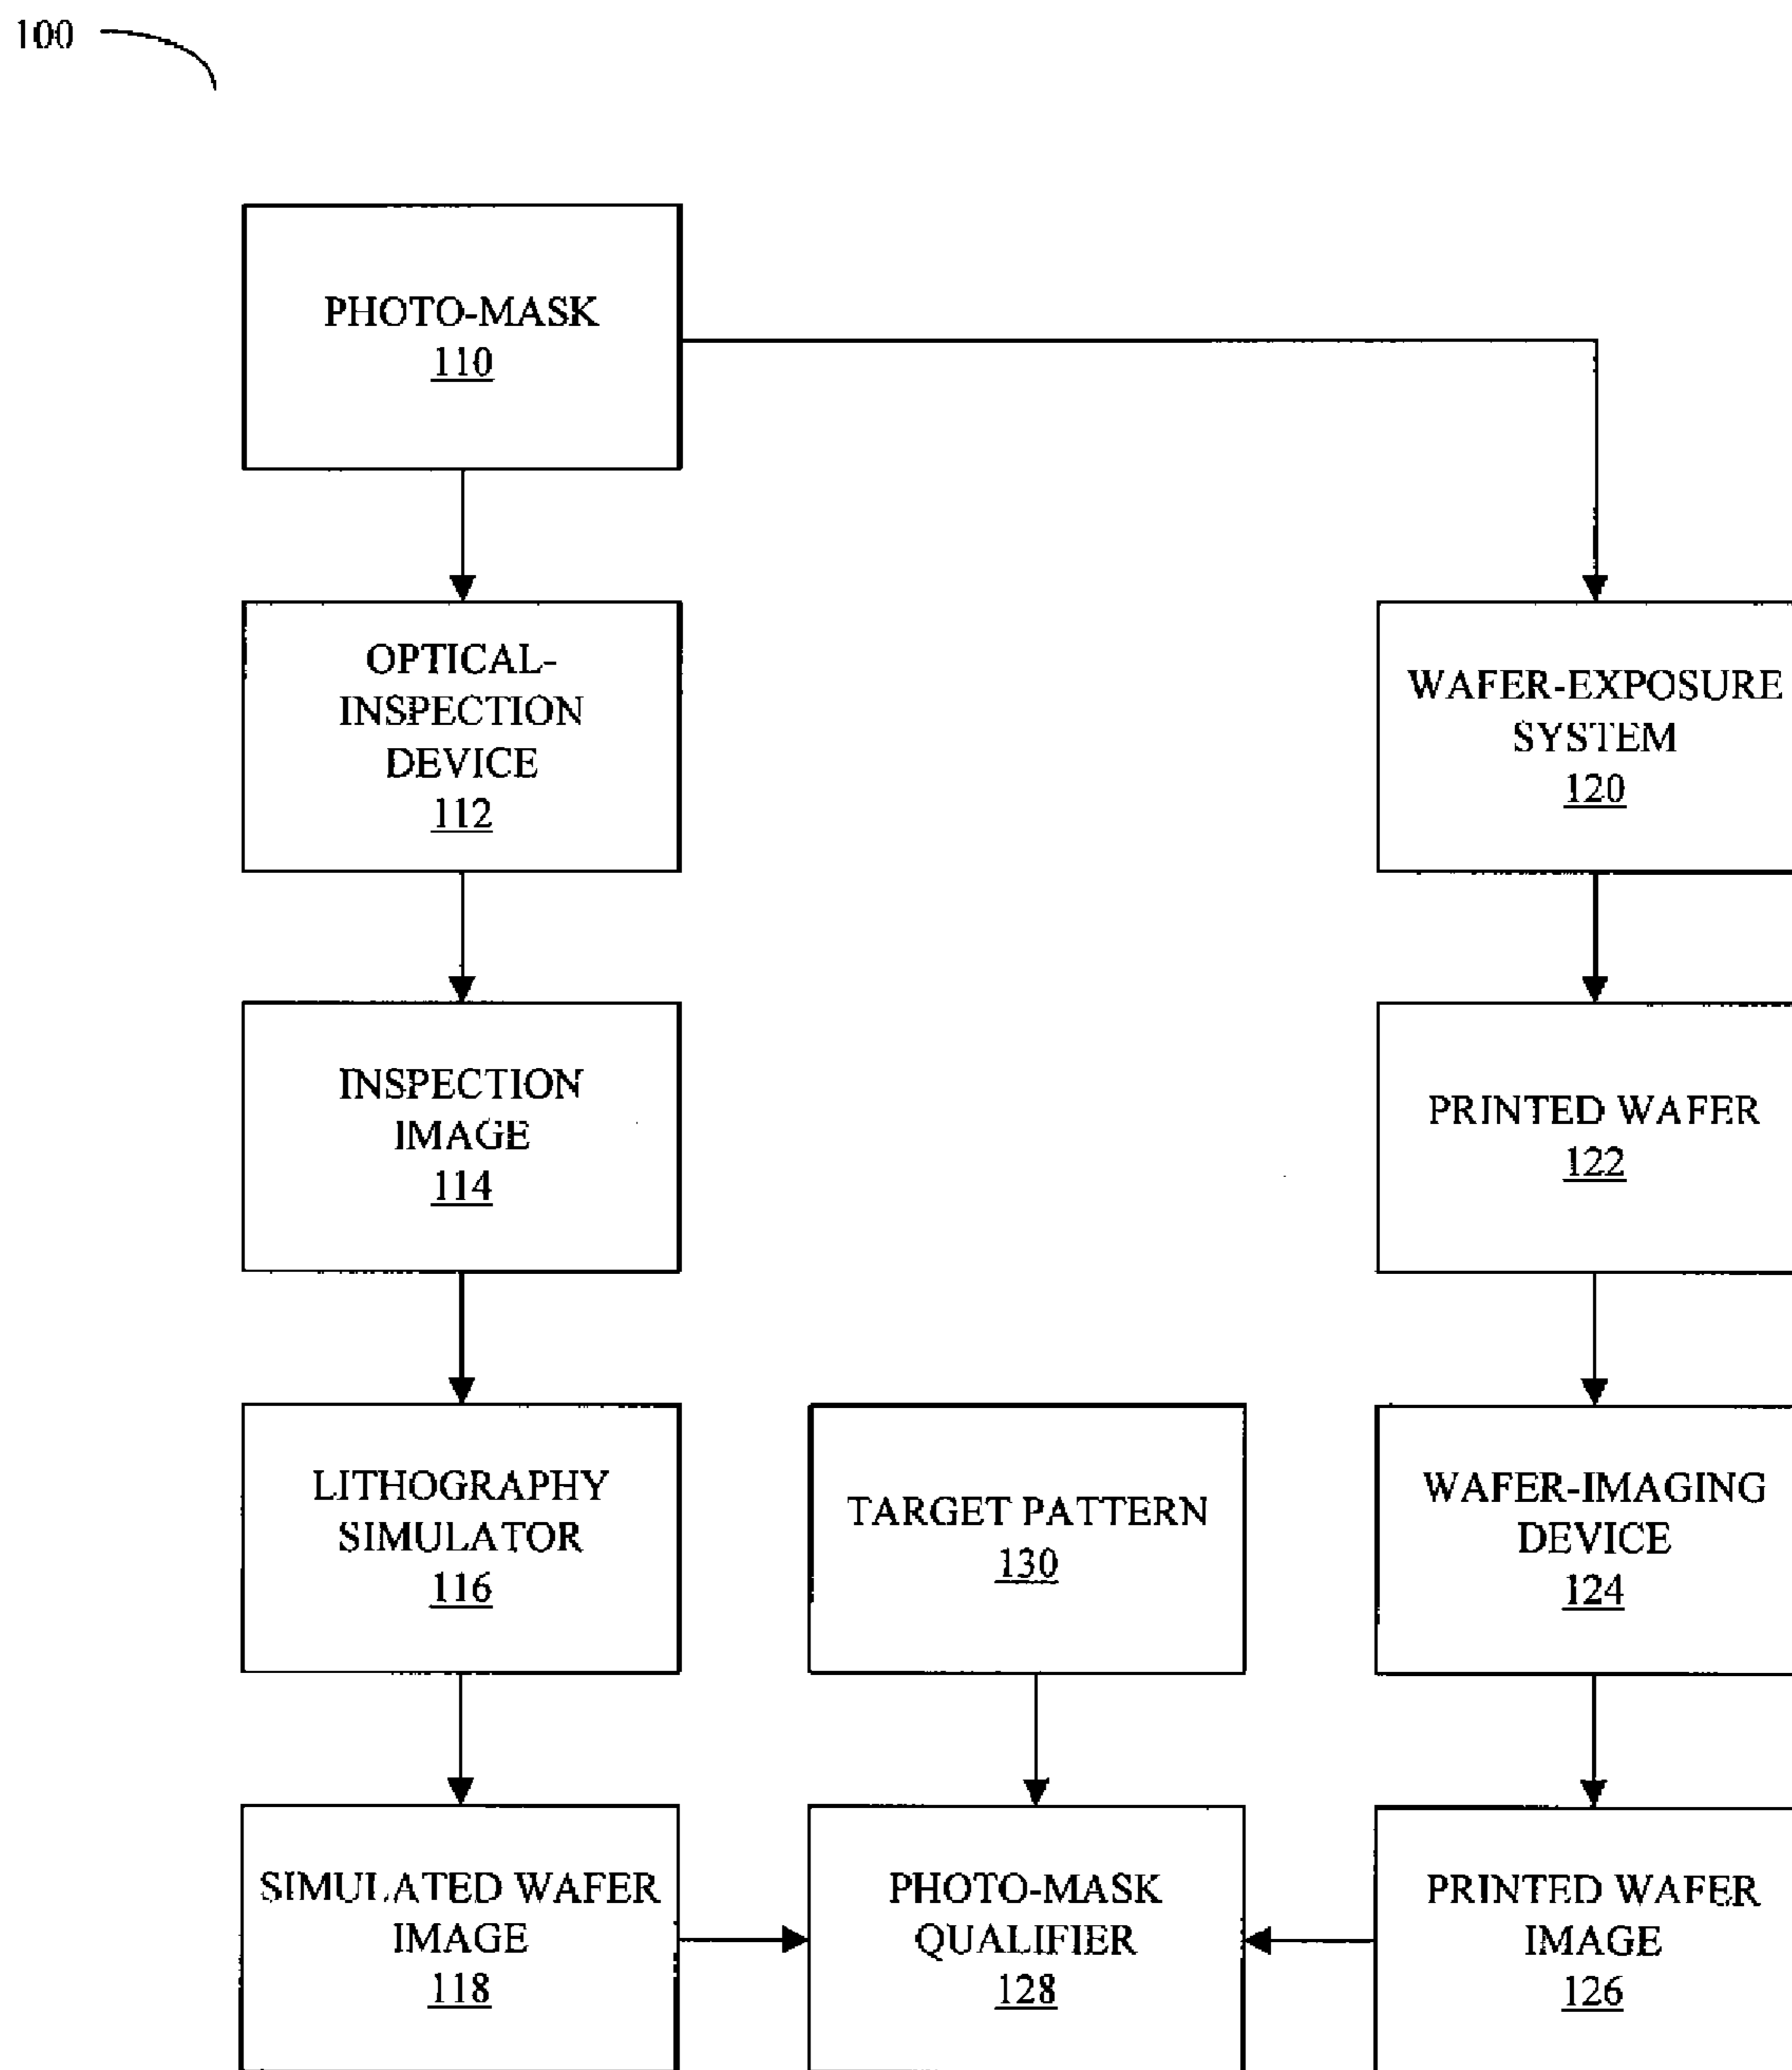 100
PHOTO-MASK
110
OPTICAL-
INSPECTION
DEVICE
112
WAFER-EXPOSURE
SYSTEM
120
INSPECTION
IMAGE
114
PRINTED WAFER
122
LITHOGRAPHY
SIMULATOR
116
TARGET PATTERN
130
WAFER-IMAGING
DEVICE
124
SIMULATED WAFER
IMAGE
118
PHOTO-MASK
QUALIFIER
128
PRINTED WAFER
IMAGE
126